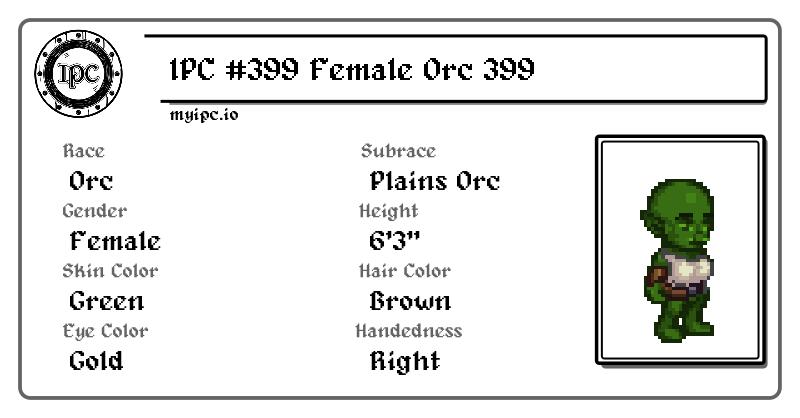 IPC
IPC #399 Female Orc 399
myipc.io
Race
Orc
Subrace
Plains Orc
Gender
Female
Height
6'3"
Skin Color
Green
Hair Color
Brown
Eye Color
Gold
Handedness
Right